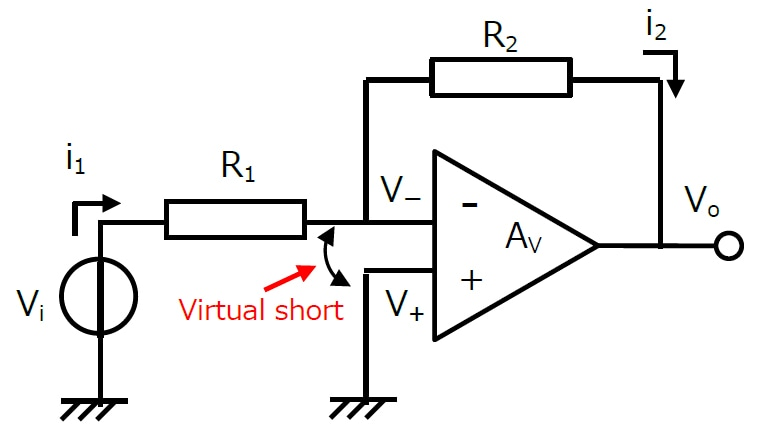 R₂
i₂
i₁
R₁
V₋
-
Aᵥ
Vₒ
+
Vᵢ
Virtual short
V₊